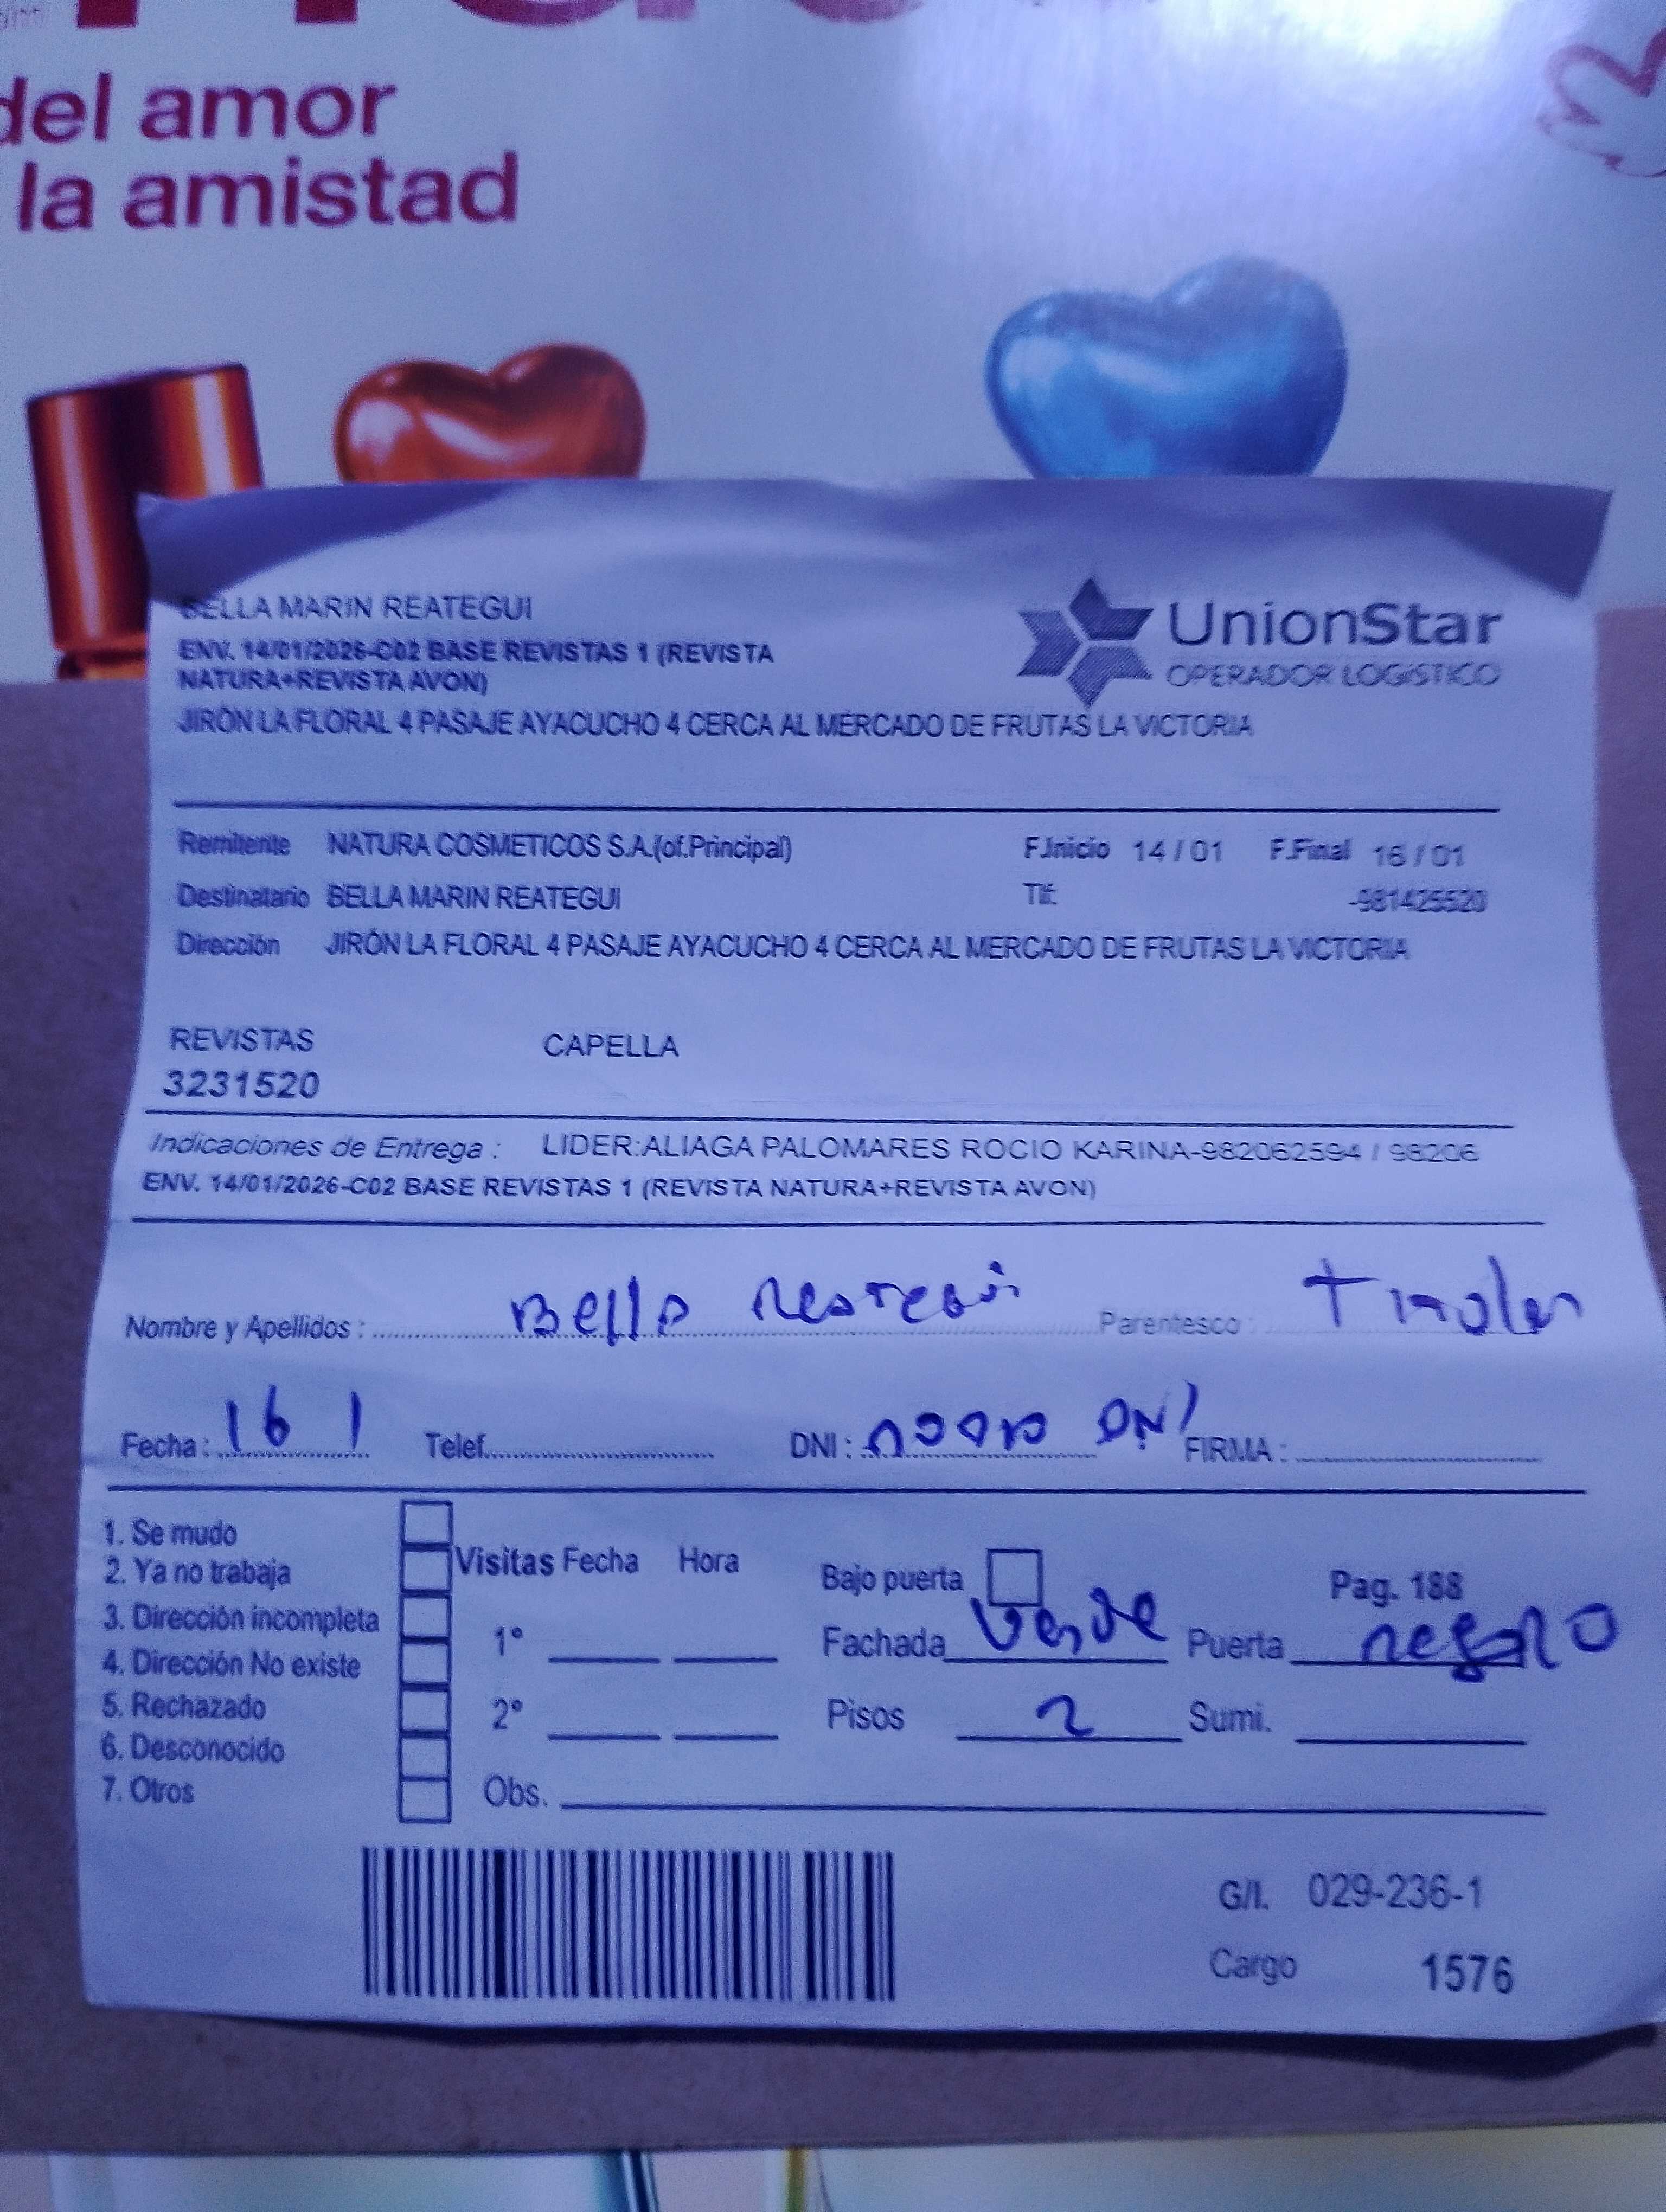 del amor
la amistad
BELLA MARIN REATEGUI
ENV. 14/01/2026-C02 BASE REVISTAS 1 (REVISTA
NATURA+REVISTA AVON)
JIRÓN LA FLORAL 4 PASAJE AYACUCHO 4 CERCA AL MERCADO DE FRUTAS LA VICTORIA
UnionStar
OPERADOR LOGÍSTICO
Remitente NATURA COSMETICOS S.A.(of.Principal) F.Inicio 14 / 01 F.Final 16 / 01
Destinatario BELLA MARIN REATEGUI Tlf: -981425520
Dirección JIRÓN LA FLORAL 4 PASAJE AYACUCHO 4 CERCA AL MERCADO DE FRUTAS LA VICTORIA
REVISTAS CAPELLA
3231520
Indicaciones de Entrega : LIDER:ALIAGA PALOMARES ROCIO KARINA-982062594 / 98206
ENV. 14/01/2026-C02 BASE REVISTAS 1 (REVISTA NATURA+REVISTA AVON)
Nombre y Apellidos : Bella Reategui Parentesco : Titular
Fecha : 16 1 Telef. DNI : DNI FIRMA :
1. Se mudo
2. Ya no trabaja
3. Dirección incompleta
4. Dirección No existe
5. Rechazado
6. Desconocido
7. Otros
Visitas Fecha Hora
1°
2°
Obs.
Bajo puerta Pag. 188
Fachada Verde Puerta negro
Pisos 2 Sumi.
G/I. 029-236-1
Cargo 1576